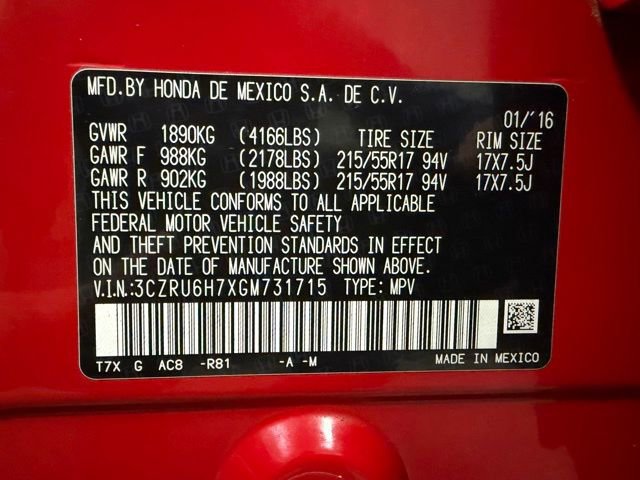 MFD.BY HONDA DE MEXICO S.A. DE C.V.
01/'16
GVWR 1890KG (4166LBS) TIRE SIZE RIM SIZE
GAWR F 988KG (2178LBS) 215/55R17 94V 17X7.5J
GAWR R 902KG (1988LBS) 215/55R17 94V 17X7.5J
THIS VEHICLE CONFORMS TO ALL APPLICABLE
FEDERAL MOTOR VEHICLE SAFETY
AND THEFT PREVENTION STANDARDS IN EFFECT
ON THE DATE OF MANUFACTURE SHOWN ABOVE.
V.I.N.:3CZRU6H7XGM731715 TYPE: MPV
T7X G AC8 -R81 -A -M MADE IN MEXICO